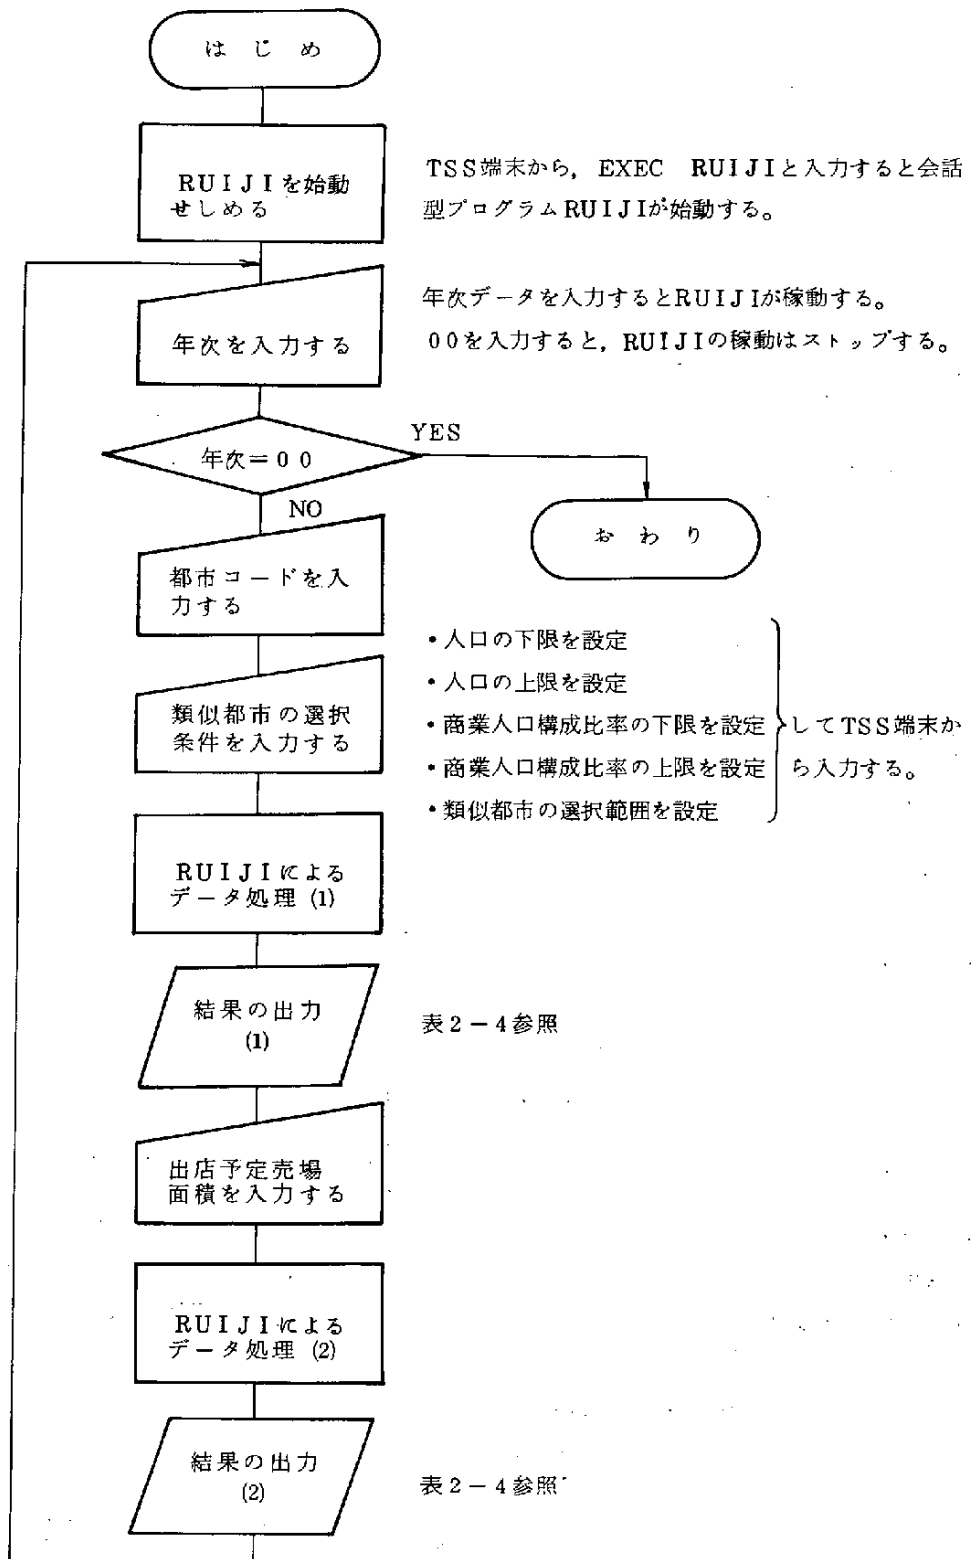 はじめ
RUIJIを始動
せしめる
TSS端末から，EXEC　RUIJIと入力すると会話
型プログラムRUIJIが始動する。
年次を入力する
年次データを入力するとRUIJIが稼動する。
00を入力すると，RUIJIの稼動はストップする。
年次＝00
YES
NO
おわり
都市コードを入
力する
類似都市の選択
条件を入力する
・人口の下限を設定
・人口の上限を設定
・商業人口構成比率の下限を設定
・商業人口構成比率の上限を設定
・類似都市の選択範囲を設定
してTSS端末か
ら入力する。
RUIJIによる
データ処理 (1)
結果の出力
(1)
表2－4参照
出店予定売場
面積を入力する
RUIJIによる
データ処理 (2)
結果の出力
(2)
表2－4参照